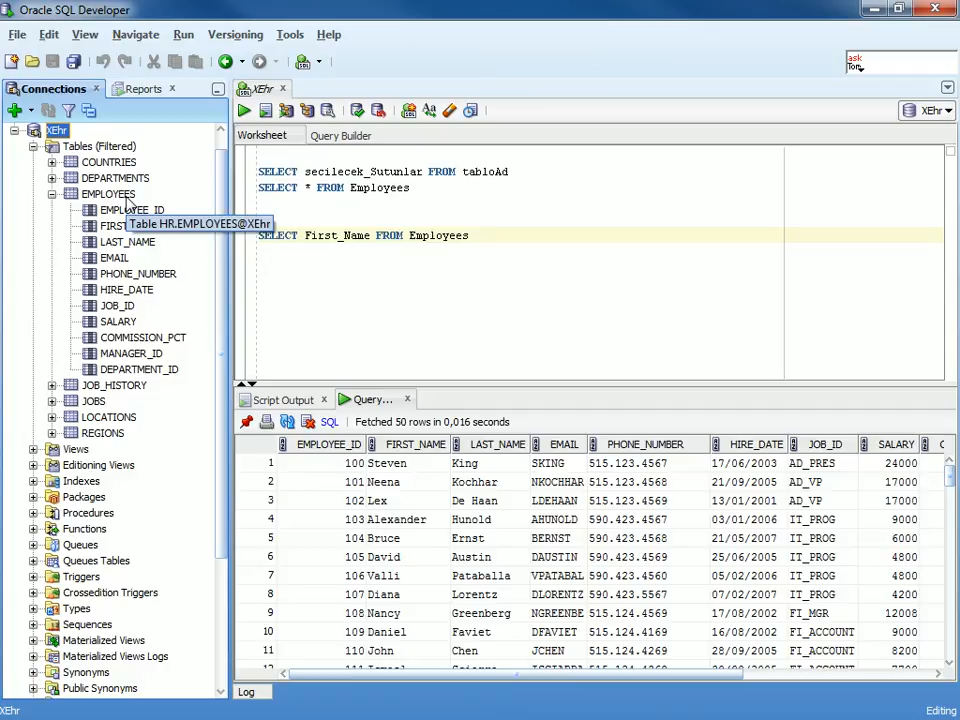 Oracle SQL Developer
File Edit View Navigate Run Versioning Tools Help
ask
Tom
Connections Reports XEhr
XEhr
Worksheet Query Builder
XEhr
Tables (Filtered)
COUNTRIES
DEPARTMENTS
EMPLOYEES
EMPLOYEE_ID
Table HR.EMPLOYEES@XEhr
FIRST
LAST_NAME
EMAIL
PHONE_NUMBER
HIRE_DATE
JOB_ID
SALARY
COMMISSION_PCT
MANAGER_ID
DEPARTMENT_ID
JOB_HISTORY
JOBS
LOCATIONS
REGIONS
Views
Editioning Views
Indexes
Packages
Procedures
Functions
Queues
Queues Tables
Triggers
Crossedition Triggers
Types
Sequences
Materialized Views
Materialized Views Logs
Synonyms
Public Synonyms
SELECT secilecek_Sutunlar FROM tabloAd
SELECT * FROM Employees
SELECT First_Name FROM Employees
Script Output Query...
SQL Fetched 50 rows in 0,016 seconds
EMPLOYEE_ID FIRST_NAME LAST_NAME EMAIL PHONE_NUMBER HIRE_DATE JOB_ID SALARY C
1 100 Steven King SKING 515.123.4567 17/06/2003 AD_PRES 24000
2 101 Neena Kochhar NKOCHHAR 515.123.4568 21/09/2005 AD_VP 17000
3 102 Lex De Haan LDEHAAN 515.123.4569 13/01/2001 AD_VP 17000
4 103 Alexander Hunold AHUNOLD 590.423.4567 03/01/2006 IT_PROG 9000
5 104 Bruce Ernst BERNST 590.423.4568 21/05/2007 IT_PROG 6000
6 105 David Austin DAUSTIN 590.423.4569 25/06/2005 IT_PROG 4800
7 106 Valli Pataballa VPATABAL 590.423.4560 05/02/2006 IT_PROG 4800
8 107 Diana Lorentz DLORENTZ 590.423.5567 07/02/2007 IT_PROG 4200
9 108 Nancy Greenberg NGREENBE 515.124.4569 17/08/2002 FI_MGR 12008
10 109 Daniel Faviet DFAVIET 515.124.4169 16/08/2002 FI_ACCOUNT 9000
11 110 John Chen JCHEN 515.124.4269 28/09/2005 FI_ACCOUNT 8200
Log
XEhr Editing